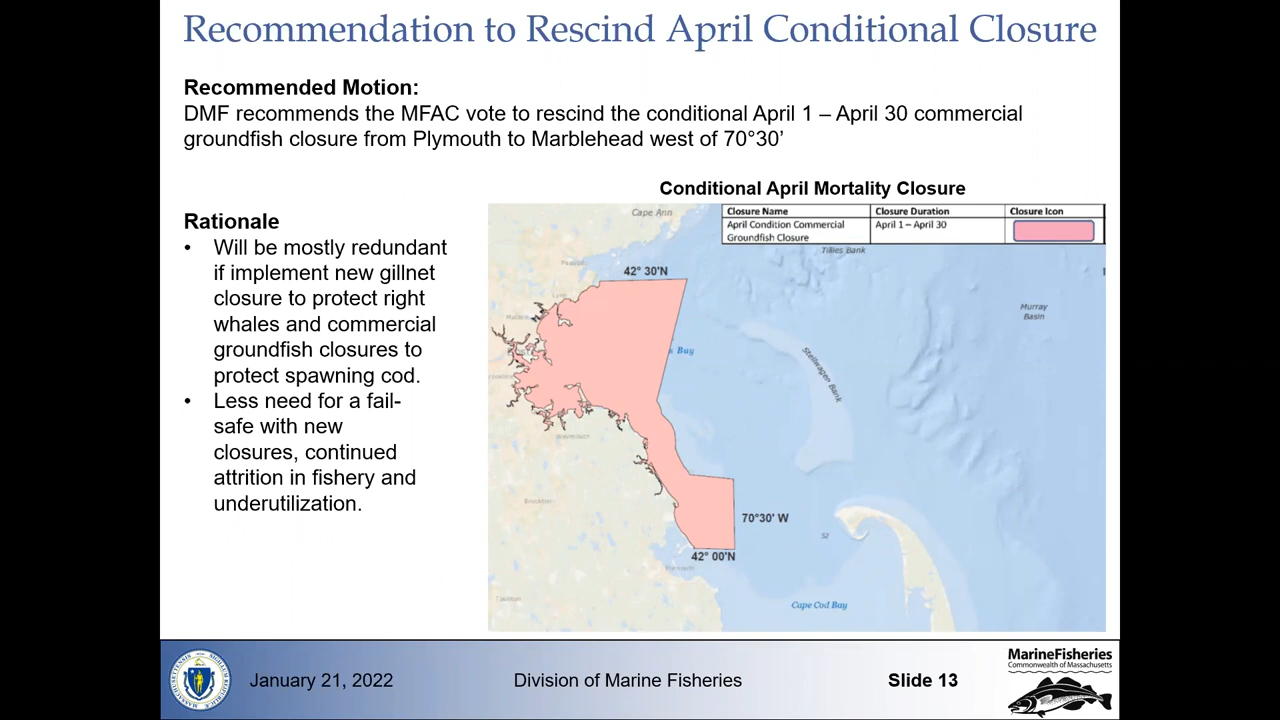 Recommendation to Rescind April Conditional Closure
Recommended Motion:
DMF recommends the MFAC vote to rescind the conditional April 1 – April 30 commercial
groundfish closure from Plymouth to Marblehead west of 70°30’
Rationale
• Will be mostly redundant
if implement new gillnet
closure to protect right
whales and commercial
groundfish closures to
protect spawning cod.
• Less need for a fail-
safe with new
closures, continued
attrition in fishery and
underutilization.
Conditional April Mortality Closure
Closure Name Closure Duration Closure Icon
April Condition Commercial April 1 – April 30
Groundfish Closure
Cape Ann
Tillies Bank
42° 30'N
Murray
Basin
Bay
Stellwagen Bank
70°30' W
52
42° 00'N
Plymouth
Taunton
Cape Cod Bay
January 21, 2022
Division of Marine Fisheries
Slide 13
MarineFisheries
Commonwealth of Massachusetts